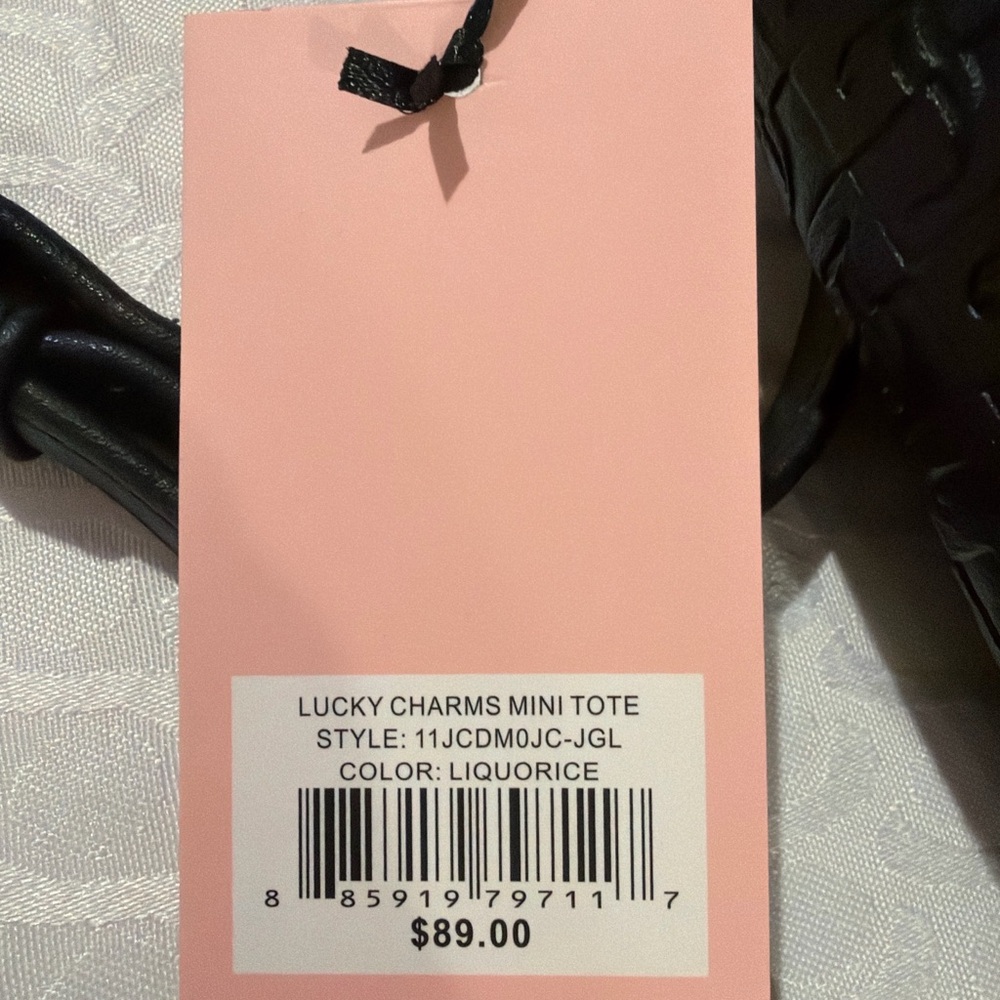 LUCKY CHARMS MINI TOTE
STYLE: 11JCDM0JC-JGL
COLOR: LIQUORICE
8 85919 79711 7
$89.00